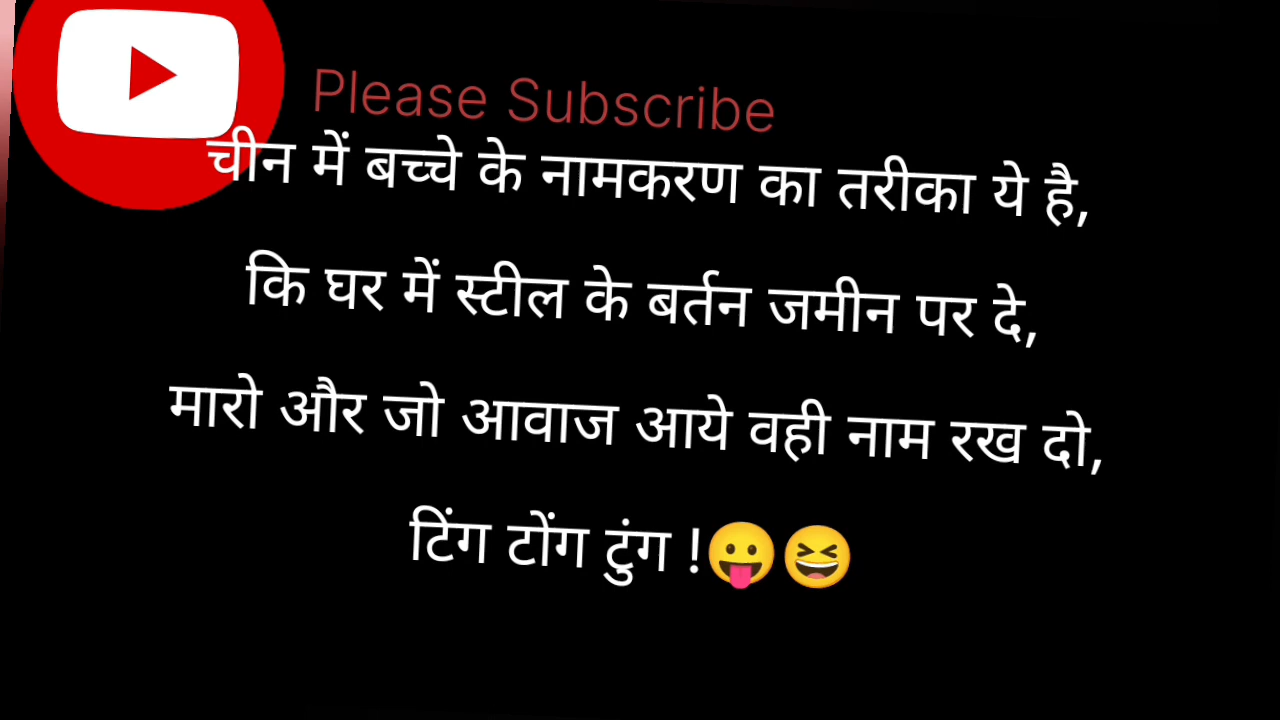 Please Subscribe
चीन में बच्चे के नामकरण का तरीका ये है,
कि घर में स्टील के बर्तन जमीन पर दे,
मारो और जो आवाज आये वही नाम रख दो,
टिंग टोंग टुंग !😛😆